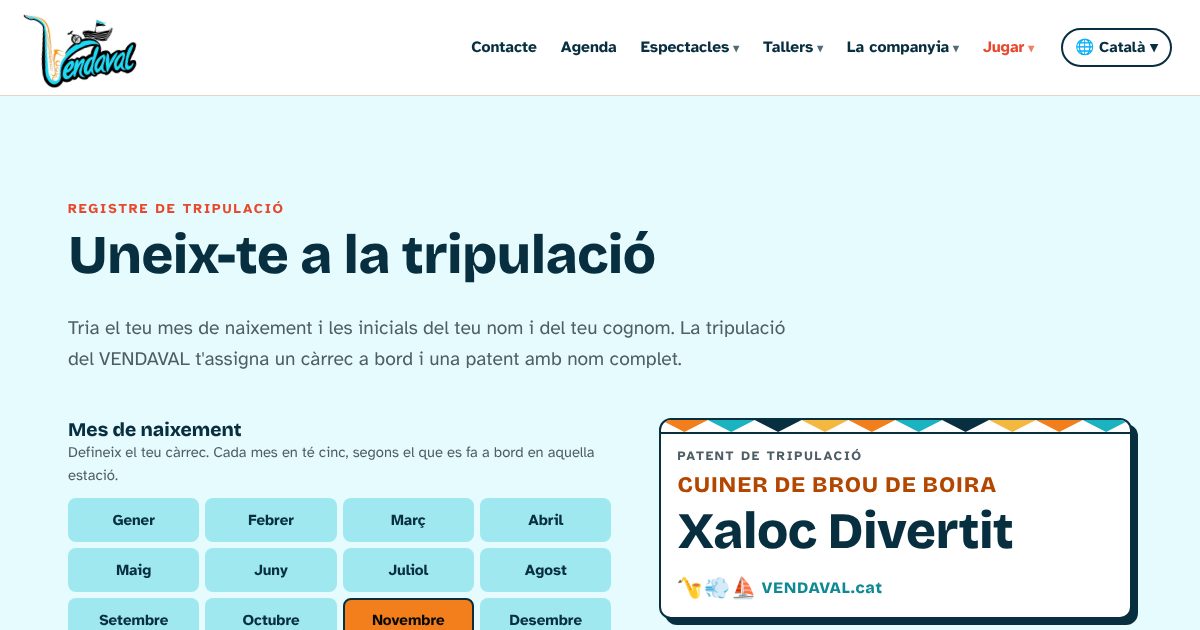 Vendaval
Contacte
Agenda
Espectacles ▾
Tallers ▾
La companyia ▾
Jugar ▾
🌐 Català ▾
REGISTRE DE TRIPULACIÓ
Uneix-te a la tripulació
Tria el teu mes de naixement i les inicials del teu nom i del teu cognom. La tripulació
del VENDAVAL t'assigna un càrrec a bord i una patent amb nom complet.
Mes de naixement
Defineix el teu càrrec. Cada mes en té cinc, segons el que es fa a bord en aquella
estació.
Gener
Febrer
Març
Abril
Maig
Juny
Juliol
Agost
Setembre
Octubre
Novembre
Desembre
PATENT DE TRIPULACIÓ
CUINER DE BROU DE BOIRA
Xaloc Divertit
🎷💨⛵ VENDAVAL.cat